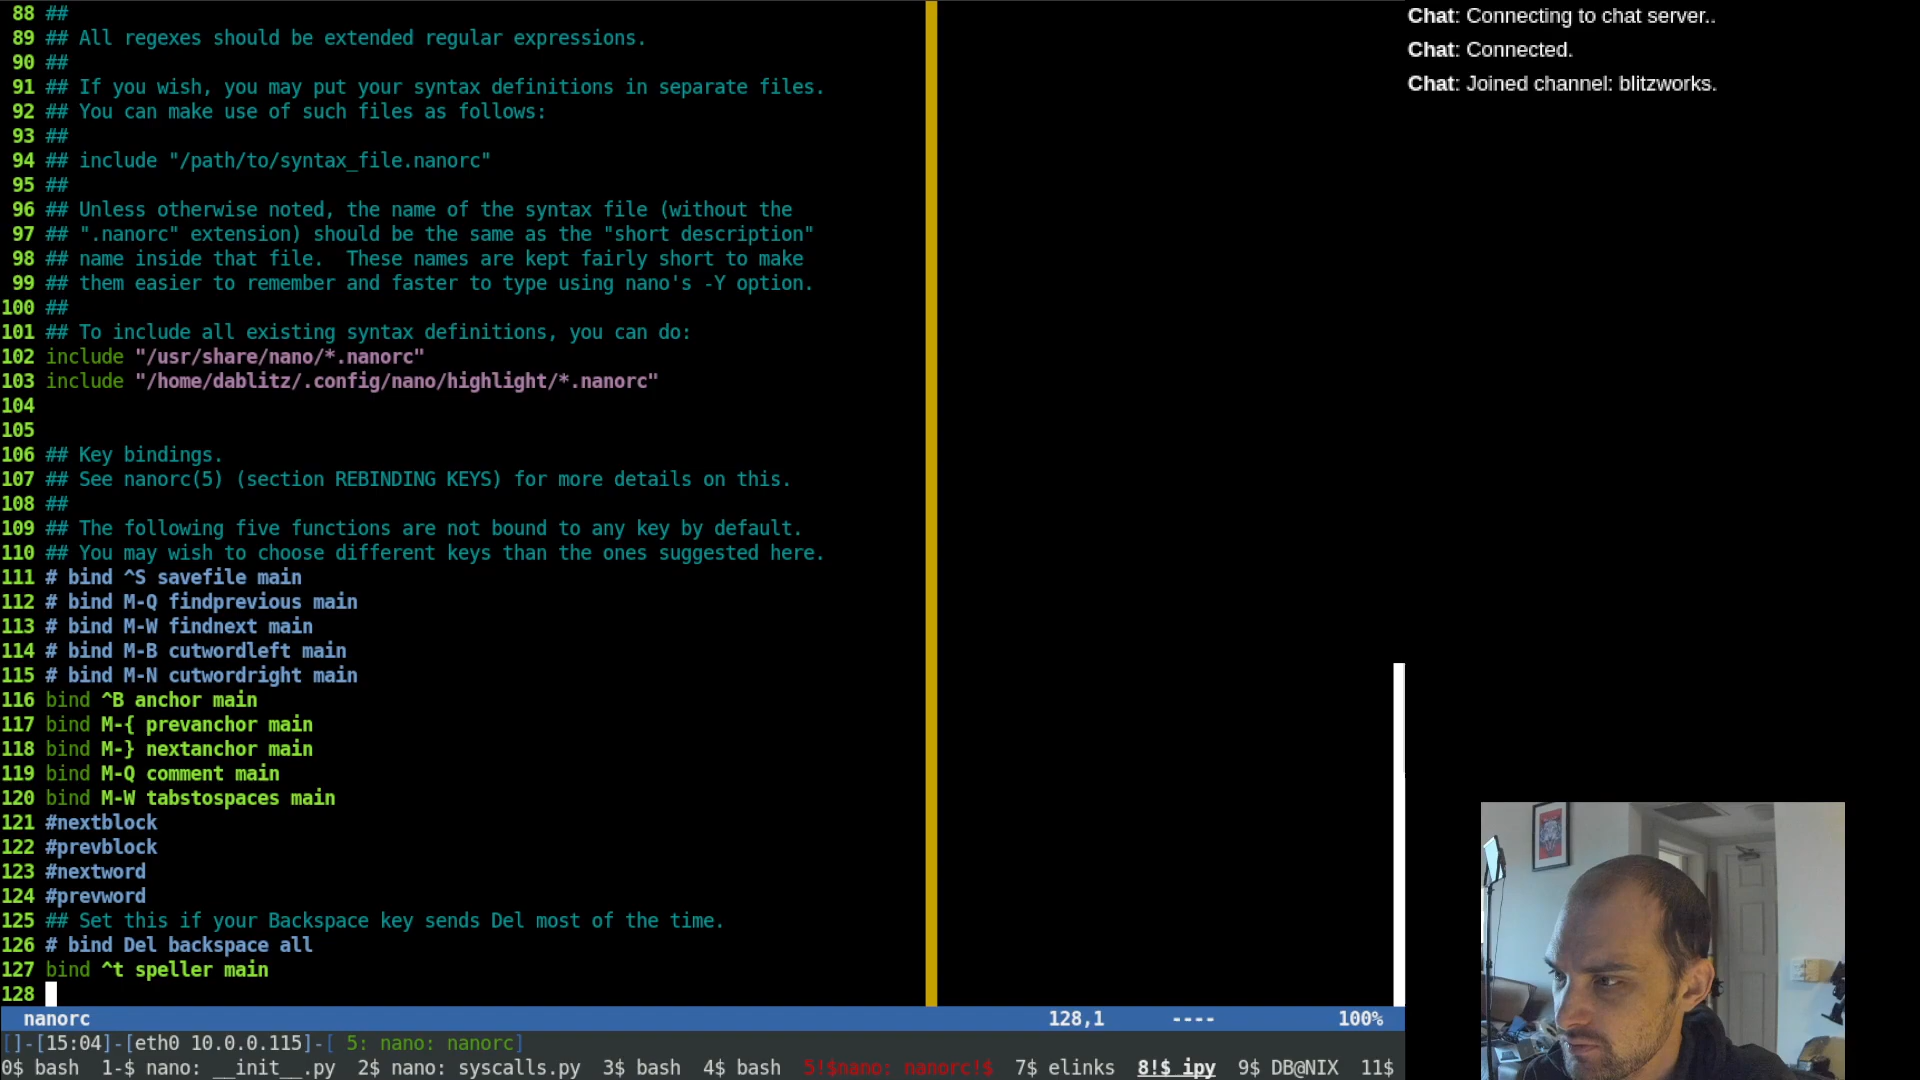 88 ##
89 ## All regexes should be extended regular expressions.
90 ##
91 ## If you wish, you may put your syntax definitions in separate files.
92 ## You can make use of such files as follows:
93 ##
94 ## include "/path/to/syntax_file.nanorc"
95 ##
96 ## Unless otherwise noted, the name of the syntax file (without the
97 ## ".nanorc" extension) should be the same as the "short description"
98 ## name inside that file.  These names are kept fairly short to make
99 ## them easier to remember and faster to type using nano's -Y option.
100 ##
101 ## To include all existing syntax definitions, you can do:
102 include "/usr/share/nano/*.nanorc"
103 include "/home/dablitz/.config/nano/highlight/*.nanorc"
104
105
106 ## Key bindings.
107 ## See nanorc(5) (section REBINDING KEYS) for more details on this.
108 ##
109 ## The following five functions are not bound to any key by default.
110 ## You may wish to choose different keys than the ones suggested here.
111 # bind ^S savefile main
112 # bind M-Q findprevious main
113 # bind M-W findnext main
114 # bind M-B cutwordleft main
115 # bind M-N cutwordright main
116 bind ^B anchor main
117 bind M-{ prevanchor main
118 bind M-} nextanchor main
119 bind M-Q comment main
120 bind M-W tabstospaces main
121 #nextblock
122 #prevblock
123 #nextword
124 #prevword
125 ## Set this if your Backspace key sends Del most of the time.
126 # bind Del backspace all
127 bind ^t speller main
128
nanorc 128,1 ---- 100%
[]-[15:04]-[eth0 10.0.0.115]-[ 5: nano: nanorc]
0$ bash 1-$ nano: __init__.py 2$ nano: syscalls.py 3$ bash 4$ bash 5!$nano: nanorc!$ 7$ elinks 8!$ ipy 9$ DB@NIX 11$
Chat: Connecting to chat server..
Chat: Connected.
Chat: Joined channel: blitzworks.